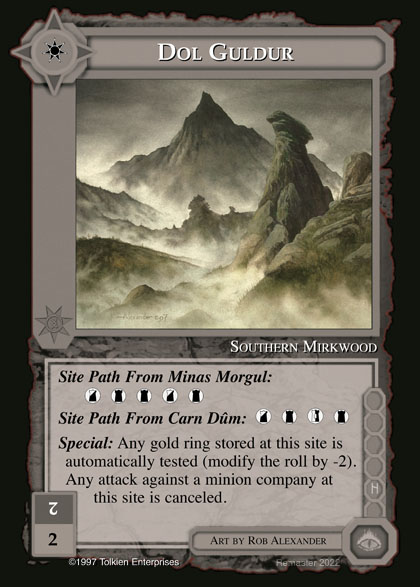 DOL GULDUR
SOUTHERN MIRKWOOD
Site Path From Minas Morgul:
Site Path From Carn Dûm:
Special: Any gold ring stored at this site is
automatically tested (modify the roll by -2).
Any attack against a minion company at
this site is canceled.
H
2
2
ART BY ROB ALEXANDER
©1997 Tolkien Enterprises
Remaster 2022